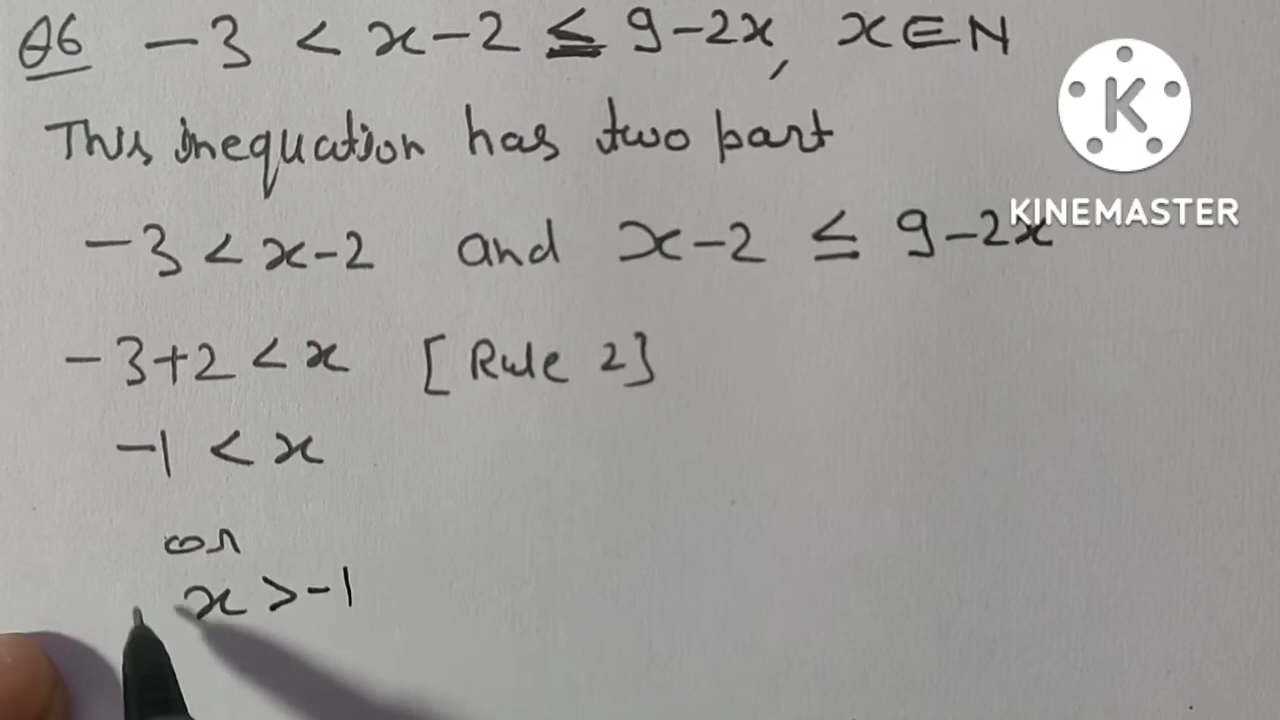 Q6 -3 < x-2 ≤ 9-2x, x∈N
K
KINEMASTER
This inequation has two part
-3 < x-2 and x-2 ≤ 9-2x
-3+2 < x [Rule 2]
-1 < x
or
x > -1